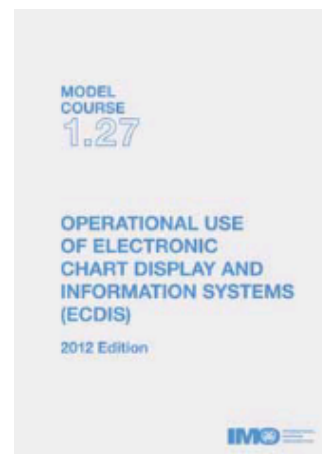 MODEL
COURSE
1.27
OPERATIONAL USE
OF ELECTRONIC
CHART DISPLAY AND
INFORMATION SYSTEMS
(ECDIS)
2012 Edition
IMO